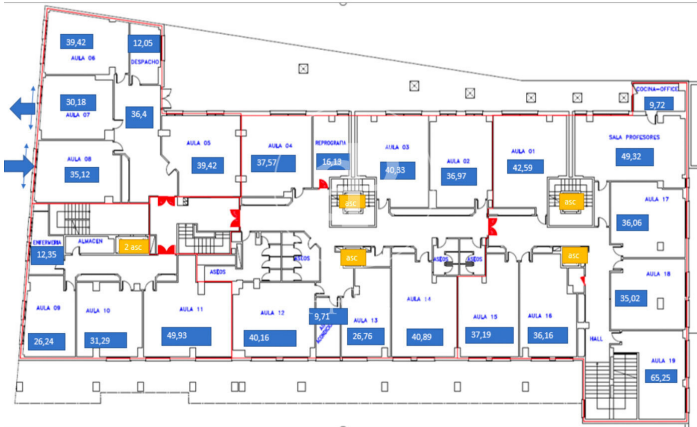 39,42
AULA 06
12,05
DESPACHO
30,18
AULA 07
36,4
AULA 08
35,12
AULA 05
39,42
AULA 04
37,57
REPROGRAFIA
16,13
AULA 03
40,33
AULA 02
36,97
AULA 01
42,59
COCINA-OFFICE
9,72
SALA PROFESORES
49,32
AULA 17
36,06
asc
asc
ENFERMERIA
12,35
ALMACEN
2 asc
ASEOS
ASEOS
asc
ASEOS
ASEOS
asc
AULA 18
35,02
AULA 09
26,24
AULA 10
31,29
AULA 11
49,93
AULA 12
40,16
9,71
AULA 13
26,76
AULA 14
40,89
AULA 15
37,19
AULA 16
36,16
HALL
AULA 19
65,25